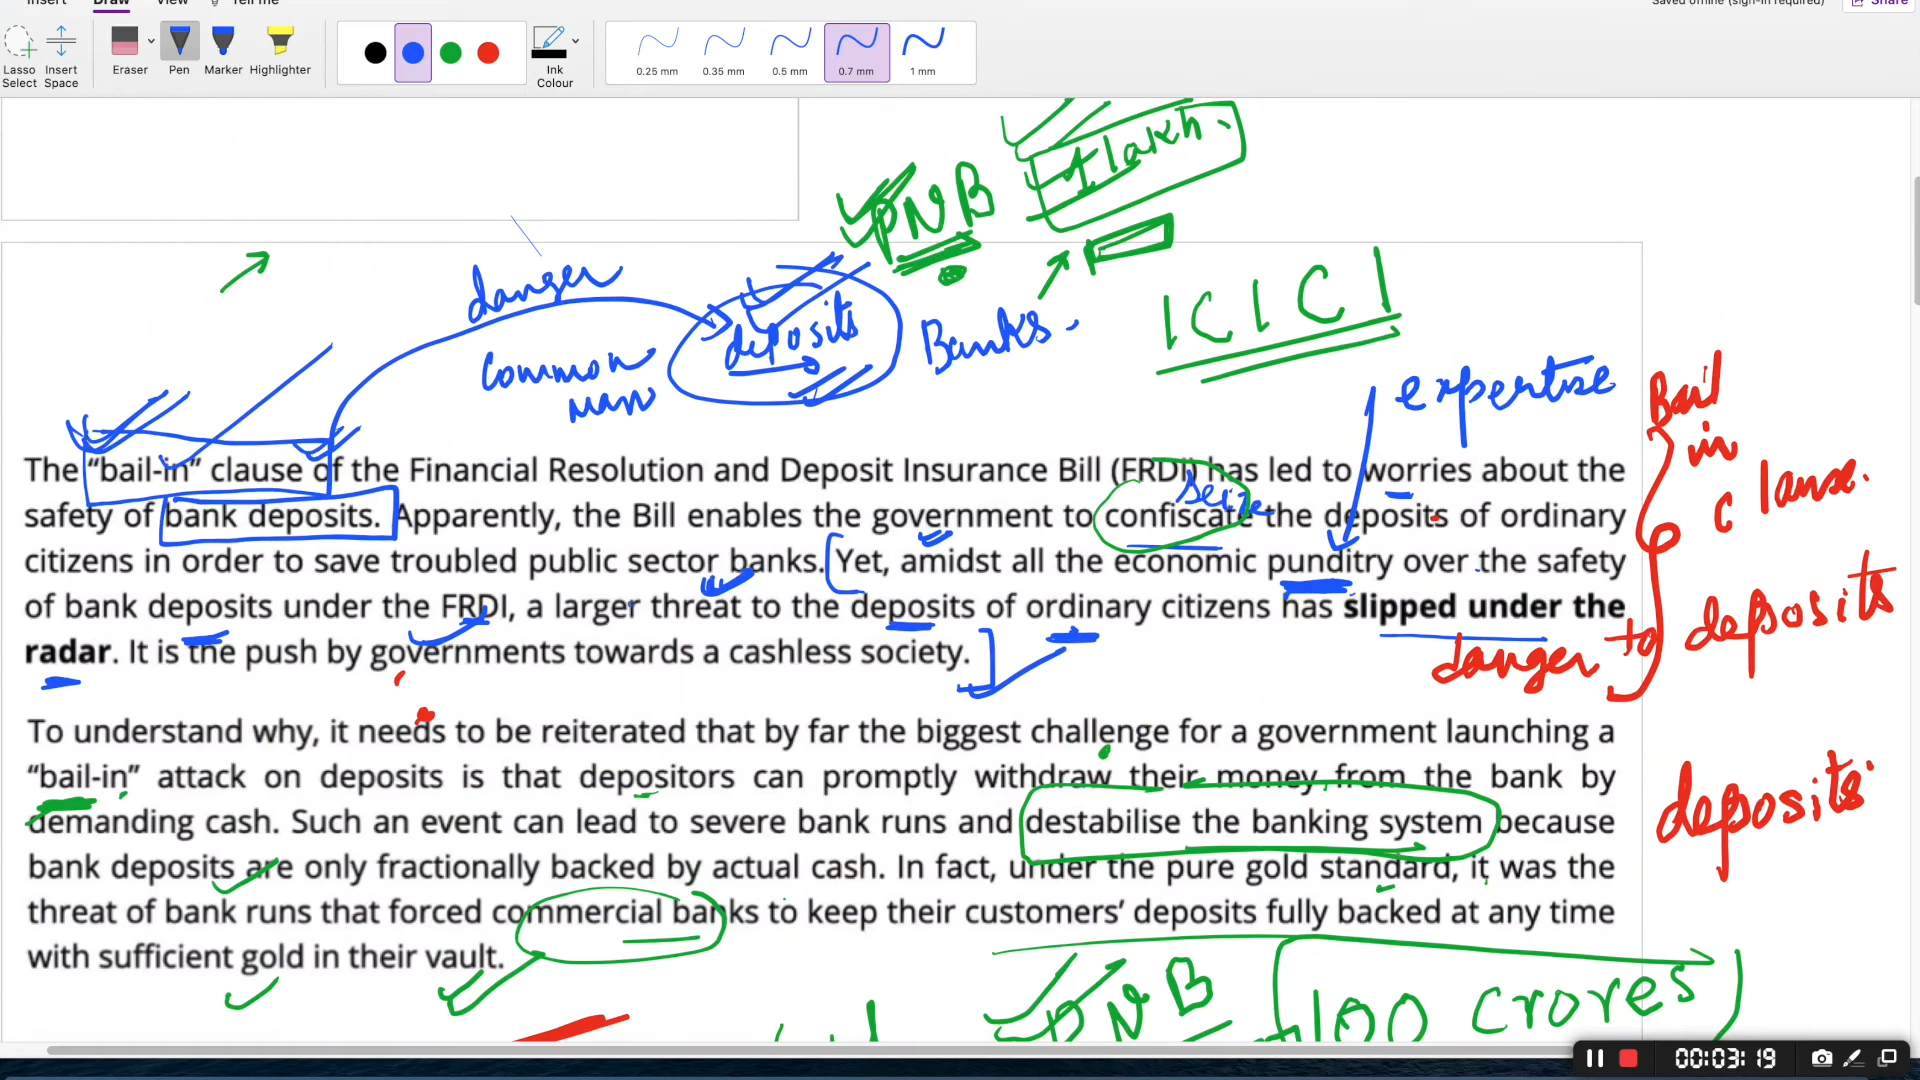 Insert Draw View Tell me Saved offline (sign-in required) Share
Lasso Select Insert Space Eraser Pen Marker Highlighter Ink Colour 0.25 mm 0.35 mm 0.5 mm 0.7 mm 1 mm
1 lakh.
PNB
ICICI
danger
deposits
Banks.
Common man
expertise
Bail in clause.
The “bail-in” clause of the Financial Resolution and Deposit Insurance Bill (FRDI) has led to worries about the
seize
safety of bank deposits. Apparently, the Bill enables the government to confiscate the deposits of ordinary
citizens in order to save troubled public sector banks. Yet, amidst all the economic punditry over the safety
of bank deposits under the FRDI, a larger threat to the deposits of ordinary citizens has slipped under the
radar. It is the push by governments towards a cashless society.
danger to deposits
To understand why, it needs to be reiterated that by far the biggest challenge for a government launching a
“bail-in” attack on deposits is that depositors can promptly withdraw their money from the bank by
deposits
demanding cash. Such an event can lead to severe bank runs and destabilise the banking system because
bank deposits are only fractionally backed by actual cash. In fact, under the pure gold standard, it was the
threat of bank runs that forced commercial banks to keep their customers’ deposits fully backed at any time
with sufficient gold in their vault.
PNB 100 crores
00:03:19